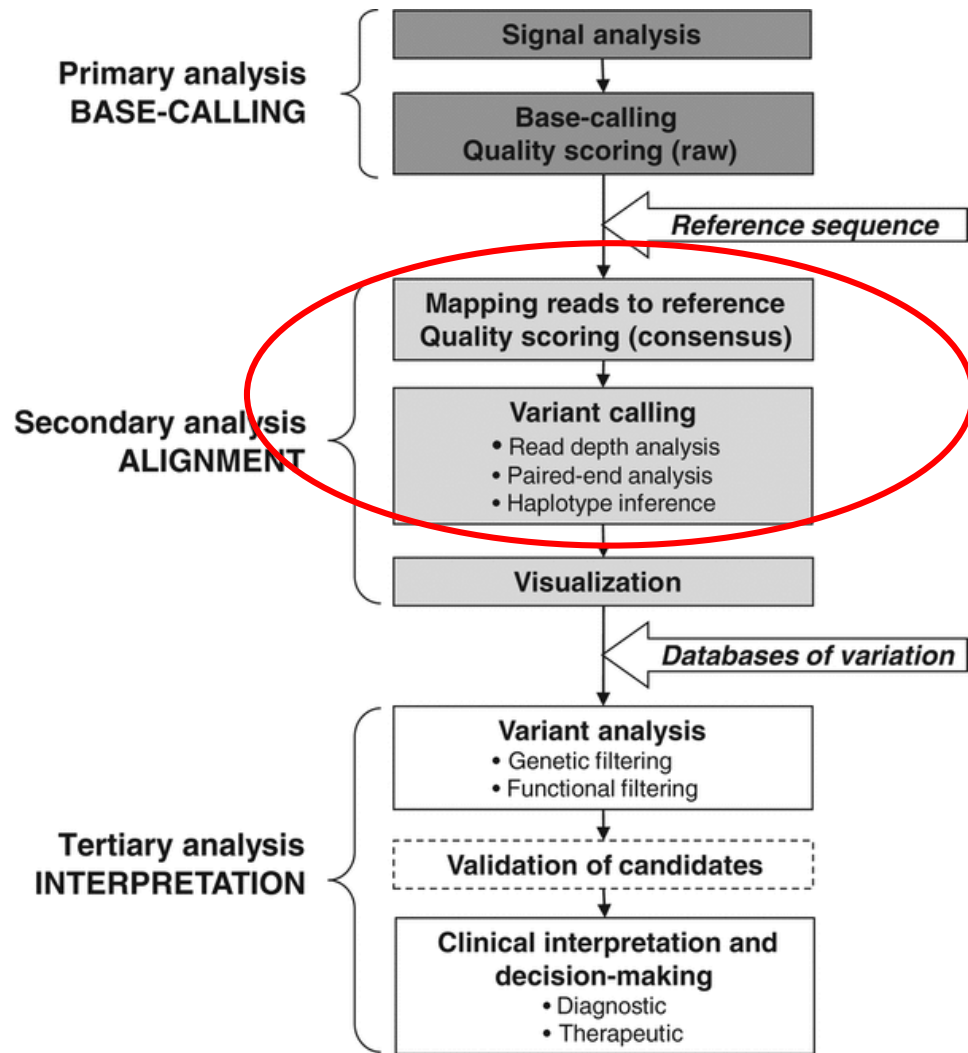 Primary analysis
BASE-CALLING
Signal analysis
Base-calling
Quality scoring (raw)
Reference sequence
Secondary analysis
ALIGNMENT
Mapping reads to reference
Quality scoring (consensus)
Variant calling
• Read depth analysis
• Paired-end analysis
• Haplotype inference
Visualization
Databases of variation
Tertiary analysis
INTERPRETATION
Variant analysis
• Genetic filtering
• Functional filtering
Validation of candidates
Clinical interpretation and
decision-making
• Diagnostic
• Therapeutic